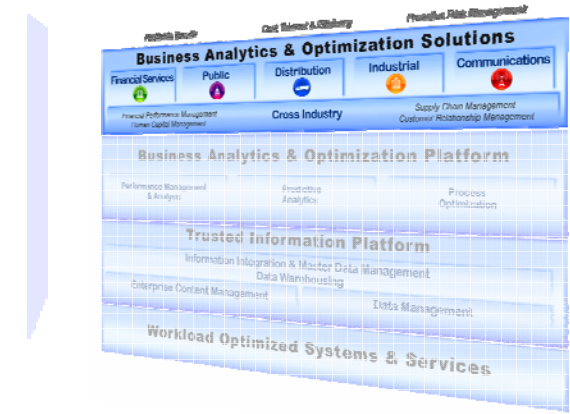 Cost Takeout & Efficiency
Proactive Risk Management
Business Analytics & Optimization Solutions
Financial Services
Public
Distribution
Industrial
Communications
Financial Performance Management
Human Capital Management
Cross Industry
Supply Chain Management
Customer Relationship Management
Business Analytics & Optimization Platform
Performance Management
& Analysis
Predictive
Analytics
Process
Optimization
Trusted Information Platform
Information Integration & Master Data Management
Data Warehousing
Enterprise Content Management
Data Management
Workload Optimized Systems & Services